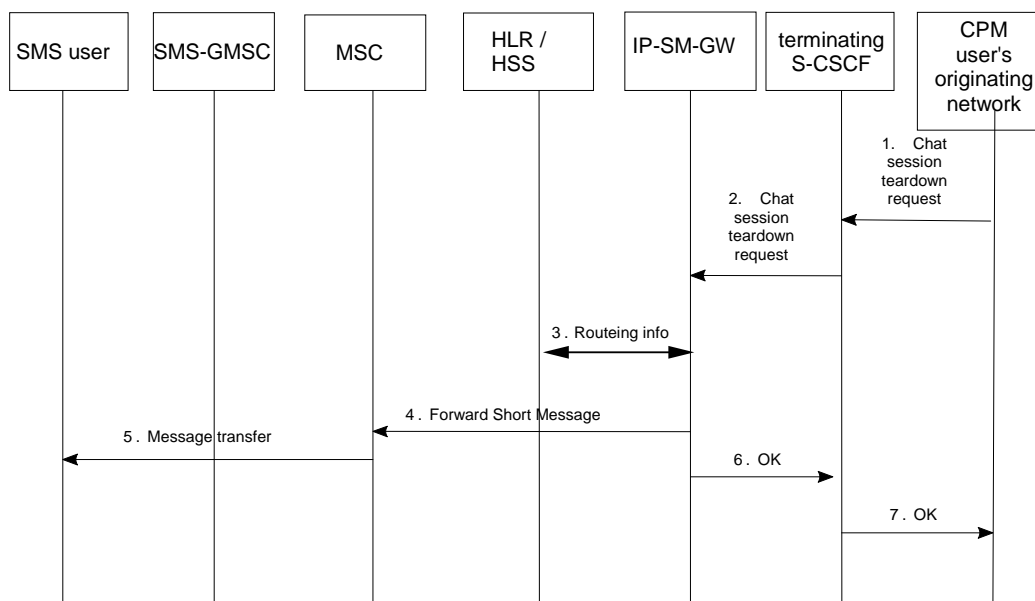 SMS user
SMS-GMSC
MSC
HLR /
HSS
IP-SM-GW
terminating
S-CSCF
CPM
user's
originating
network
1. Chat
session
teardown
request
2. Chat
session
teardown
request
3 . Routeing info
4 . Forward Short Message
5 . Message transfer
6 . OK
7 . OK